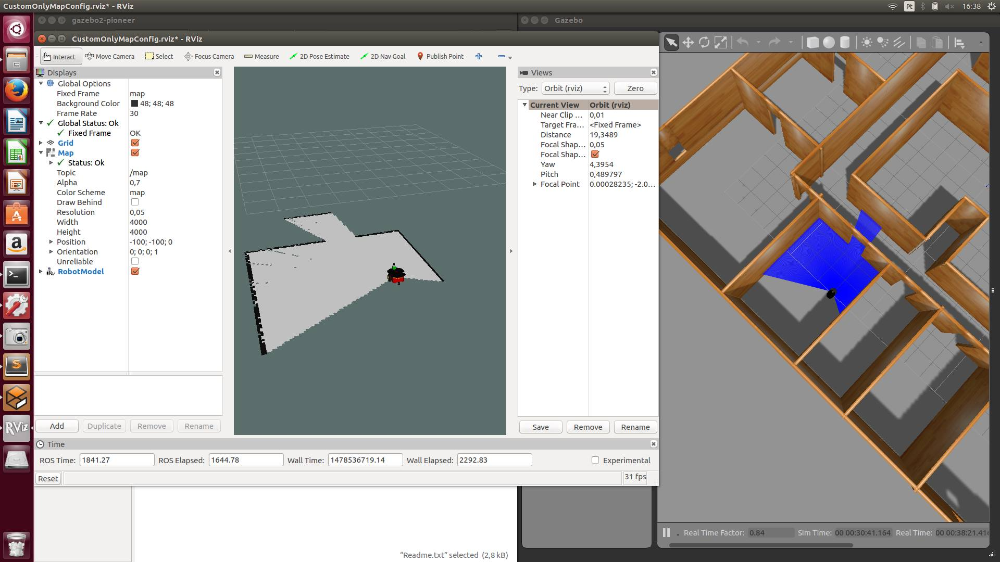 CustomOnlyMapConfig.rviz* - RViz
Pt
16:38
gazebo2-pioneer
Gazebo
CustomOnlyMapConfig.rviz* - RViz
Interact Move Camera Select Focus Camera Measure 2D Pose Estimate 2D Nav Goal Publish Point
Displays
Global Options
Fixed Frame map
Background Color 48; 48; 48
Frame Rate 30
Global Status: Ok
Fixed Frame OK
Grid
Map
Status: Ok
Topic /map
Alpha 0,7
Color Scheme map
Draw Behind
Resolution 0,05
Width 4000
Height 4000
Position -100; -100; 0
Orientation 0; 0; 0; 1
Unreliable
RobotModel
Add Duplicate Remove Rename
Views
Type: Orbit (rviz) Zero
Current View Orbit (rviz)
Near Clip ... 0,01
Target Fra... <Fixed Frame>
Distance 19,3489
Focal Shap... 0,05
Focal Shap...
Yaw 4,3954
Pitch 0,489797
Focal Point 0.00028235; -2.0...
Save Remove Rename
Time
ROS Time: 1841.27 ROS Elapsed: 1644.78 Wall Time: 1478536719.14 Wall Elapsed: 2292.83 Experimental
Reset
31 fps
“Readme.txt” selected (2,8 kB)
Real Time Factor: 0.84 Sim Time: 00 00:30:41.164 Real Time: 00 00:38:21.41
A
a
S
RViz